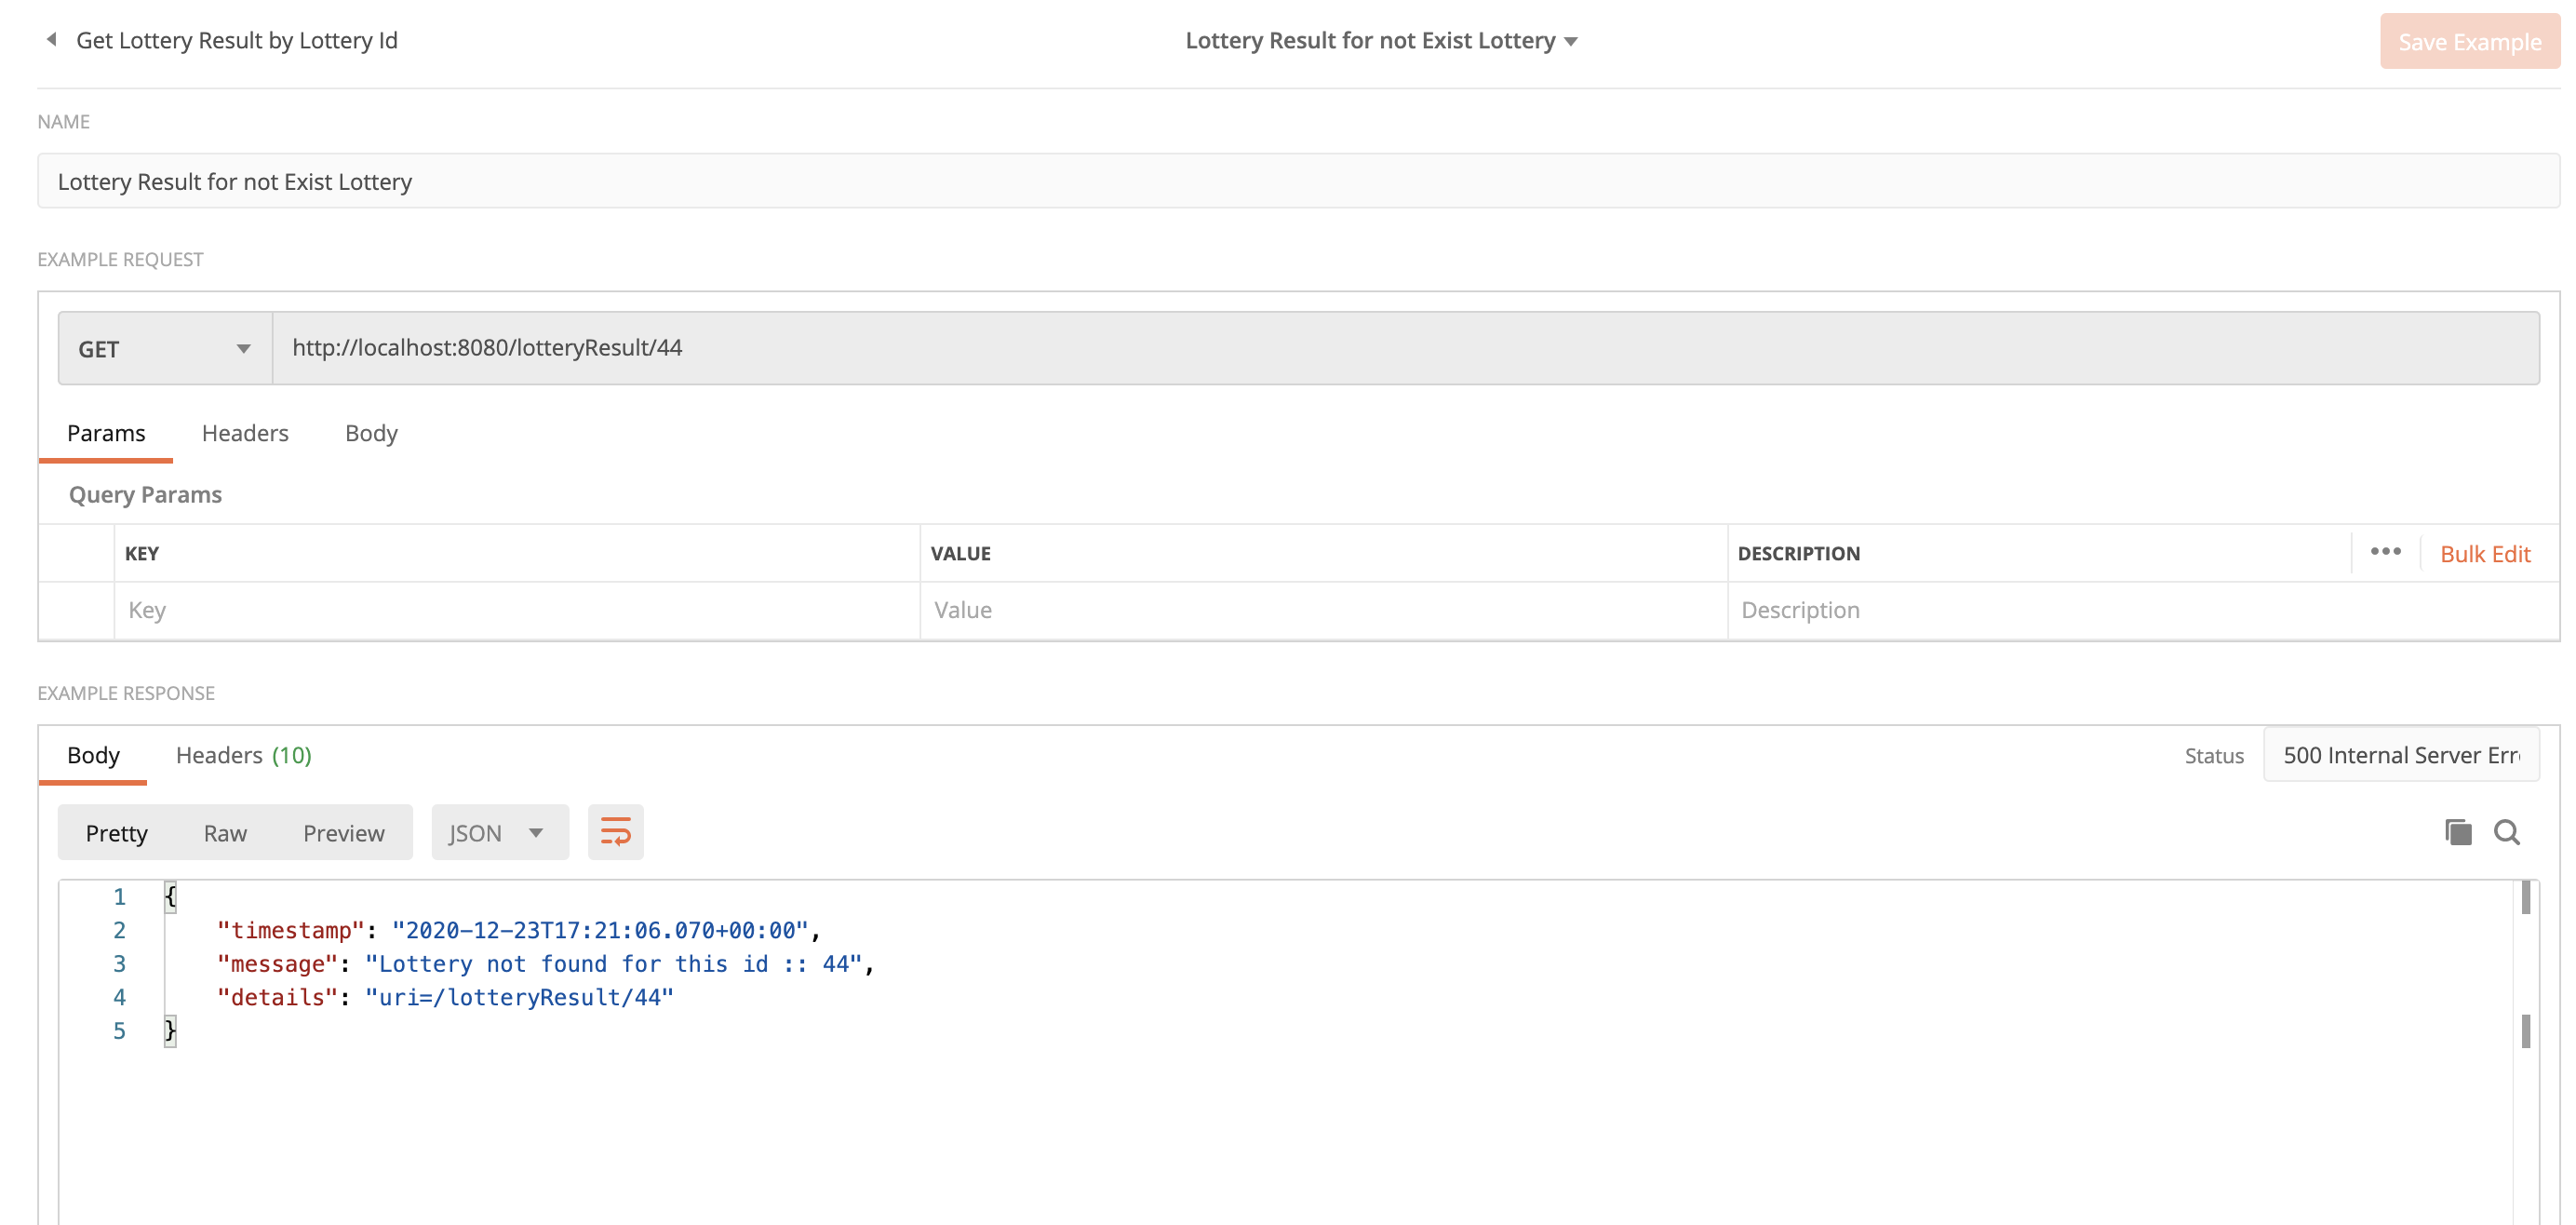 Get Lottery Result by Lottery Id
Lottery Result for not Exist Lottery
Save Example
NAME
Lottery Result for not Exist Lottery
EXAMPLE REQUEST
GET http://localhost:8080/lotteryResult/44
Params Headers Body
Query Params
KEY VALUE DESCRIPTION ••• Bulk Edit
Key Value Description
EXAMPLE RESPONSE
Body Headers (10) Status 500 Internal Server Err
Pretty Raw Preview JSON
1 {
2 "timestamp": "2020-12-23T17:21:06.070+00:00",
3 "message": "Lottery not found for this id :: 44",
4 "details": "uri=/lotteryResult/44"
5 }